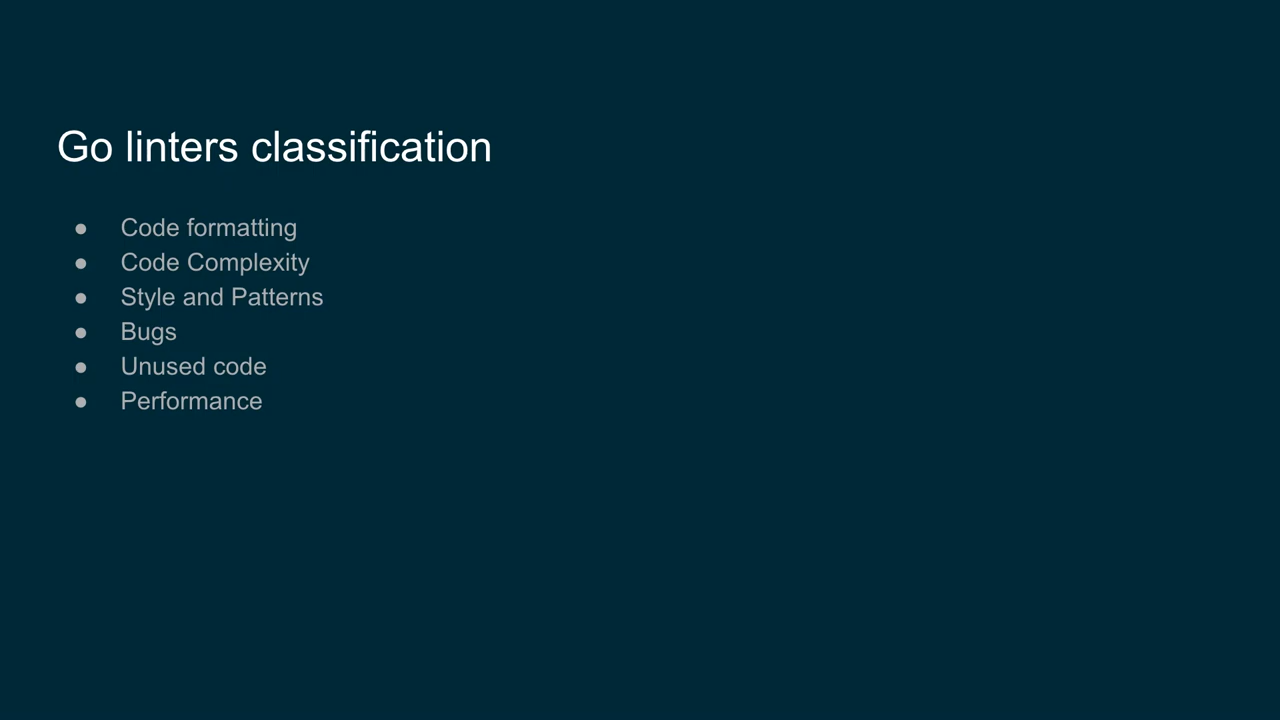 Go linters classification
● Code formatting
● Code Complexity
● Style and Patterns
● Bugs
● Unused code
● Performance